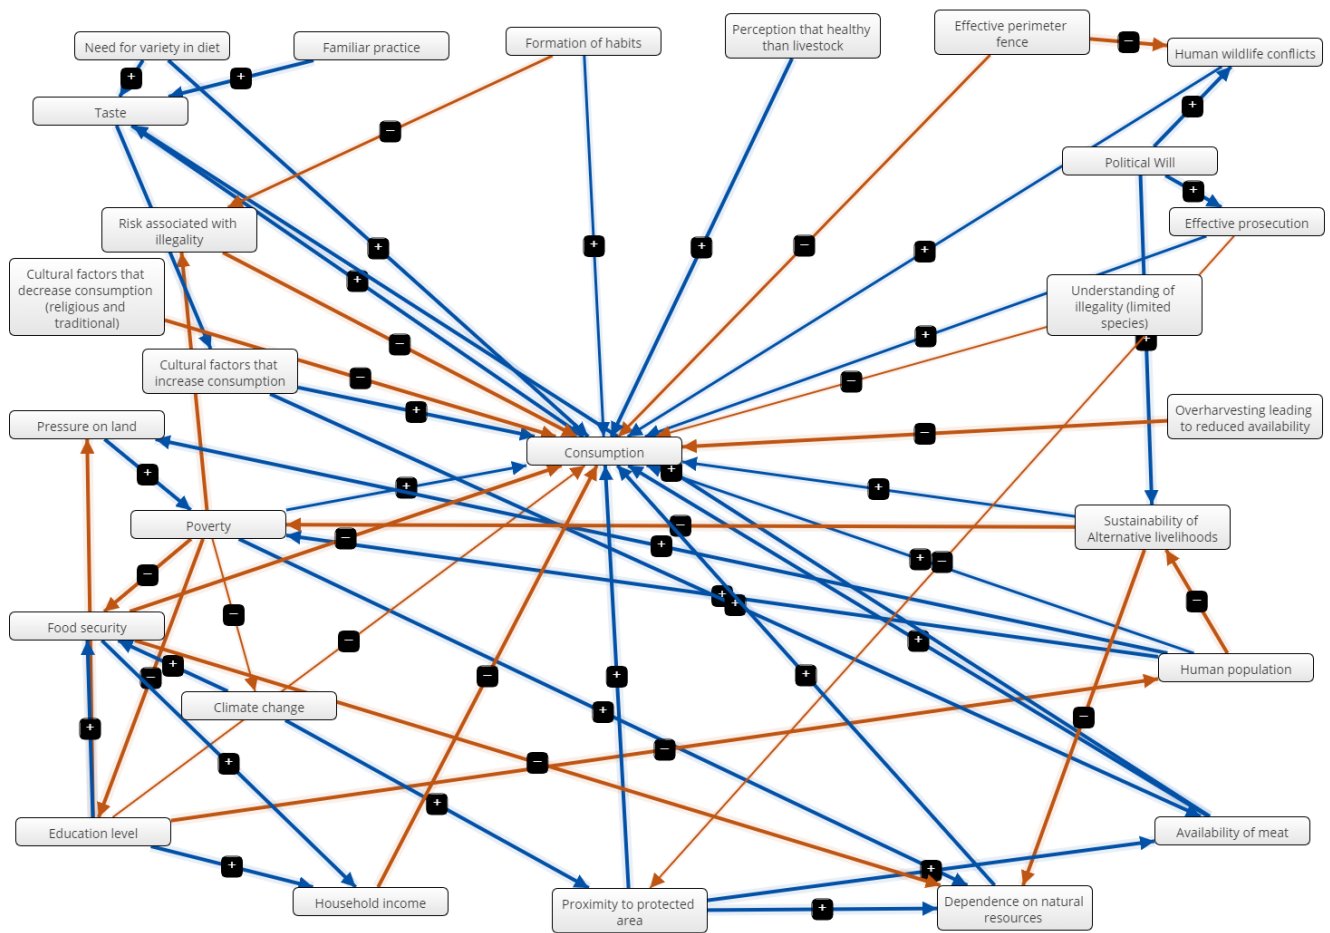 Need for variety in diet
Familiar practice
Formation of habits
Perception that healthy
than livestock
Effective perimeter
fence
Human wildlife conflicts
Taste
Political Will
Risk associated with
illegality
Effective prosecution
Cultural factors that
decrease consumption
(religious and
traditional)
Understanding of
illegality (limited
species)
Cultural factors that
increase consumption
Pressure on land
Overharvesting leading
to reduced availability
Consumption
Poverty
Sustainability of
Alternative livelihoods
Food security
Human population
Climate change
Education level
Availability of meat
Household income
Proximity to protected
area
Dependence on natural
resources